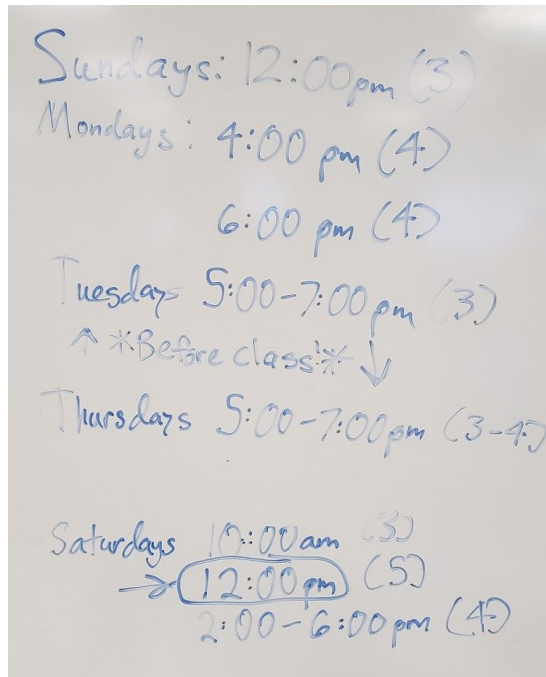 Sundays: 12:00pm (3)
Mondays: 4:00 pm (4)
6:00 pm (4)
Tuesdays 5:00-7:00pm (3)
↑ *Before class!* ↓
Thursdays 5:00-7:00pm (3-4)
Saturdays 10:00am (3)
→ 12:00pm (5)
2:00-6:00pm (4)